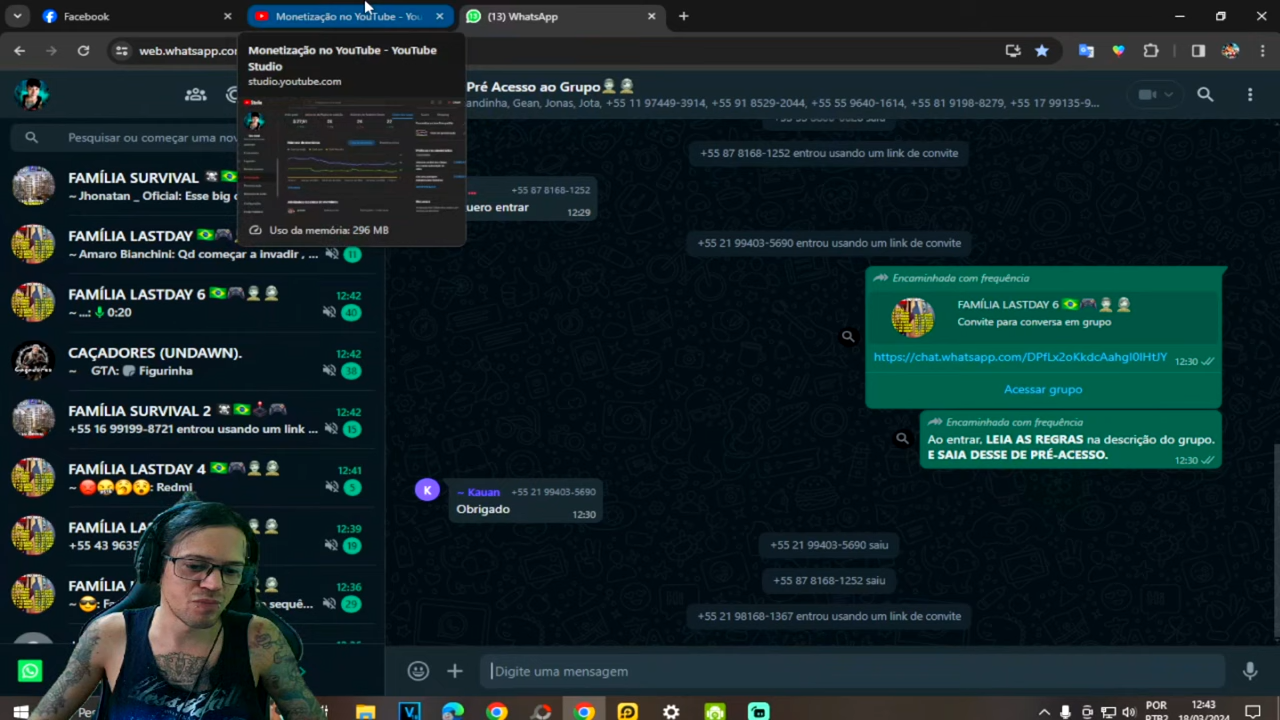 Facebook
Monetização no YouTube - You
(13) WhatsApp
web.whatsapp.co
Monetização no YouTube - YouTube
Studio
studio.youtube.com
Uso da memória: 296 MB
Pesquisar ou começar uma nov
FAMÍLIA SURVIVAL
~ Jhonatan _ Oficial: Esse big
FAMÍLIA LASTDAY
~ Amaro Bianchini: Qd começar a invadir , ...
11
FAMÍLIA LASTDAY 6
12:42
~ ...: 0:20
40
CAÇADORES (UNDAWN).
12:42
~ GTA: Figurinha
38
FAMÍLIA SURVIVAL 2
12:42
+55 16 99199-8721 entrou usando um link ...
15
FAMÍLIA LASTDAY 4
12:41
~ : Redmi
5
FAMÍLIA LA
12:39
+55 43 9635
19
FAMÍLI
12:36
sequê...
29
Pré Acesso ao Grupo
andinha, Gean, Jonas, Jota, +55 11 97449-3914, +55 91 8529-2044, +55 55 9640-1614, +55 81 9198-8279, +55 17 99135-9...
+55 87 8168-1252 entrou usando um link de convite
+55 87 8168-1252
uero entrar
12:29
+55 21 99403-5690 entrou usando um link de convite
Encaminhada com frequência
FAMÍLIA LASTDAY 6
Convite para conversa em grupo
12:30
Acessar grupo
Encaminhada com frequência
Ao entrar, LEIA AS REGRAS na descrição do grupo.
E SAIA DESSE DE PRÉ-ACESSO.
12:30
K
~ Kauan +55 21 99403-5690
Obrigado
12:30
+55 21 99403-5690 saiu
+55 87 8168-1252 saiu
+55 21 98168-1367 entrou usando um link de convite
Digite uma mensagem
Pe
POR
PTB2
12:43
18/03/2024